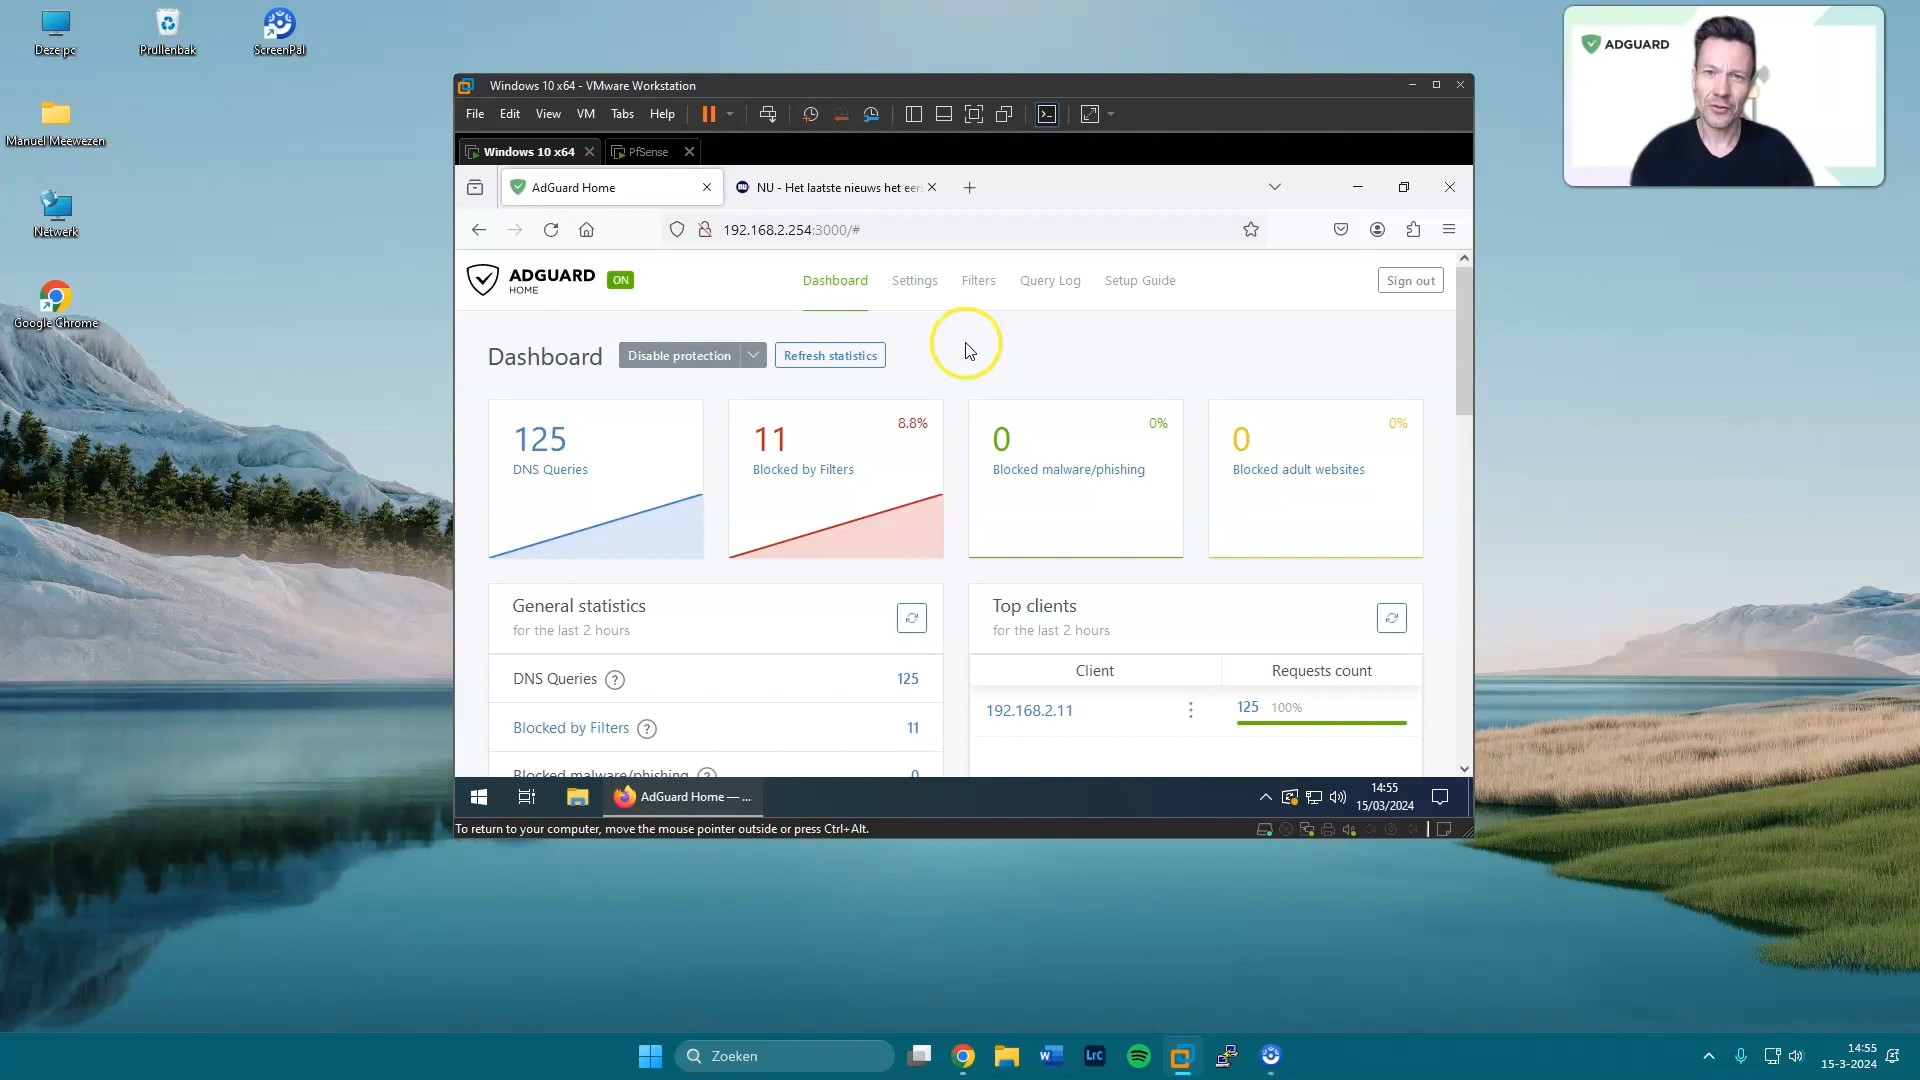 Deze pc
Prullenbak
ScreenPal
Manuel Meewezen
Netwerk
Google Chrome
ADGUARD
Windows 10 x64 - VMware Workstation
File Edit View VM Tabs Help
Windows 10 x64
PfSense
AdGuard Home
NU - Het laatste nieuws het eers
192.168.2.254:3000/#
ADGUARD
HOME
ON
Dashboard Settings Filters Query Log Setup Guide
Sign out
Dashboard
Disable protection
Refresh statistics
125
DNS Queries
11
8.8%
Blocked by Filters
0
0%
Blocked malware/phishing
0
0%
Blocked adult websites
General statistics
for the last 2 hours
DNS Queries ? 125
Blocked by Filters ? 11
Blocked malware/phishing ? 0
Top clients
for the last 2 hours
Client Requests count
192.168.2.11 125 100%
AdGuard Home — ...
14:55
15/03/2024
To return to your computer, move the mouse pointer outside or press Ctrl+Alt.
Zoeken
W
LrC
14:55
15-3-2024